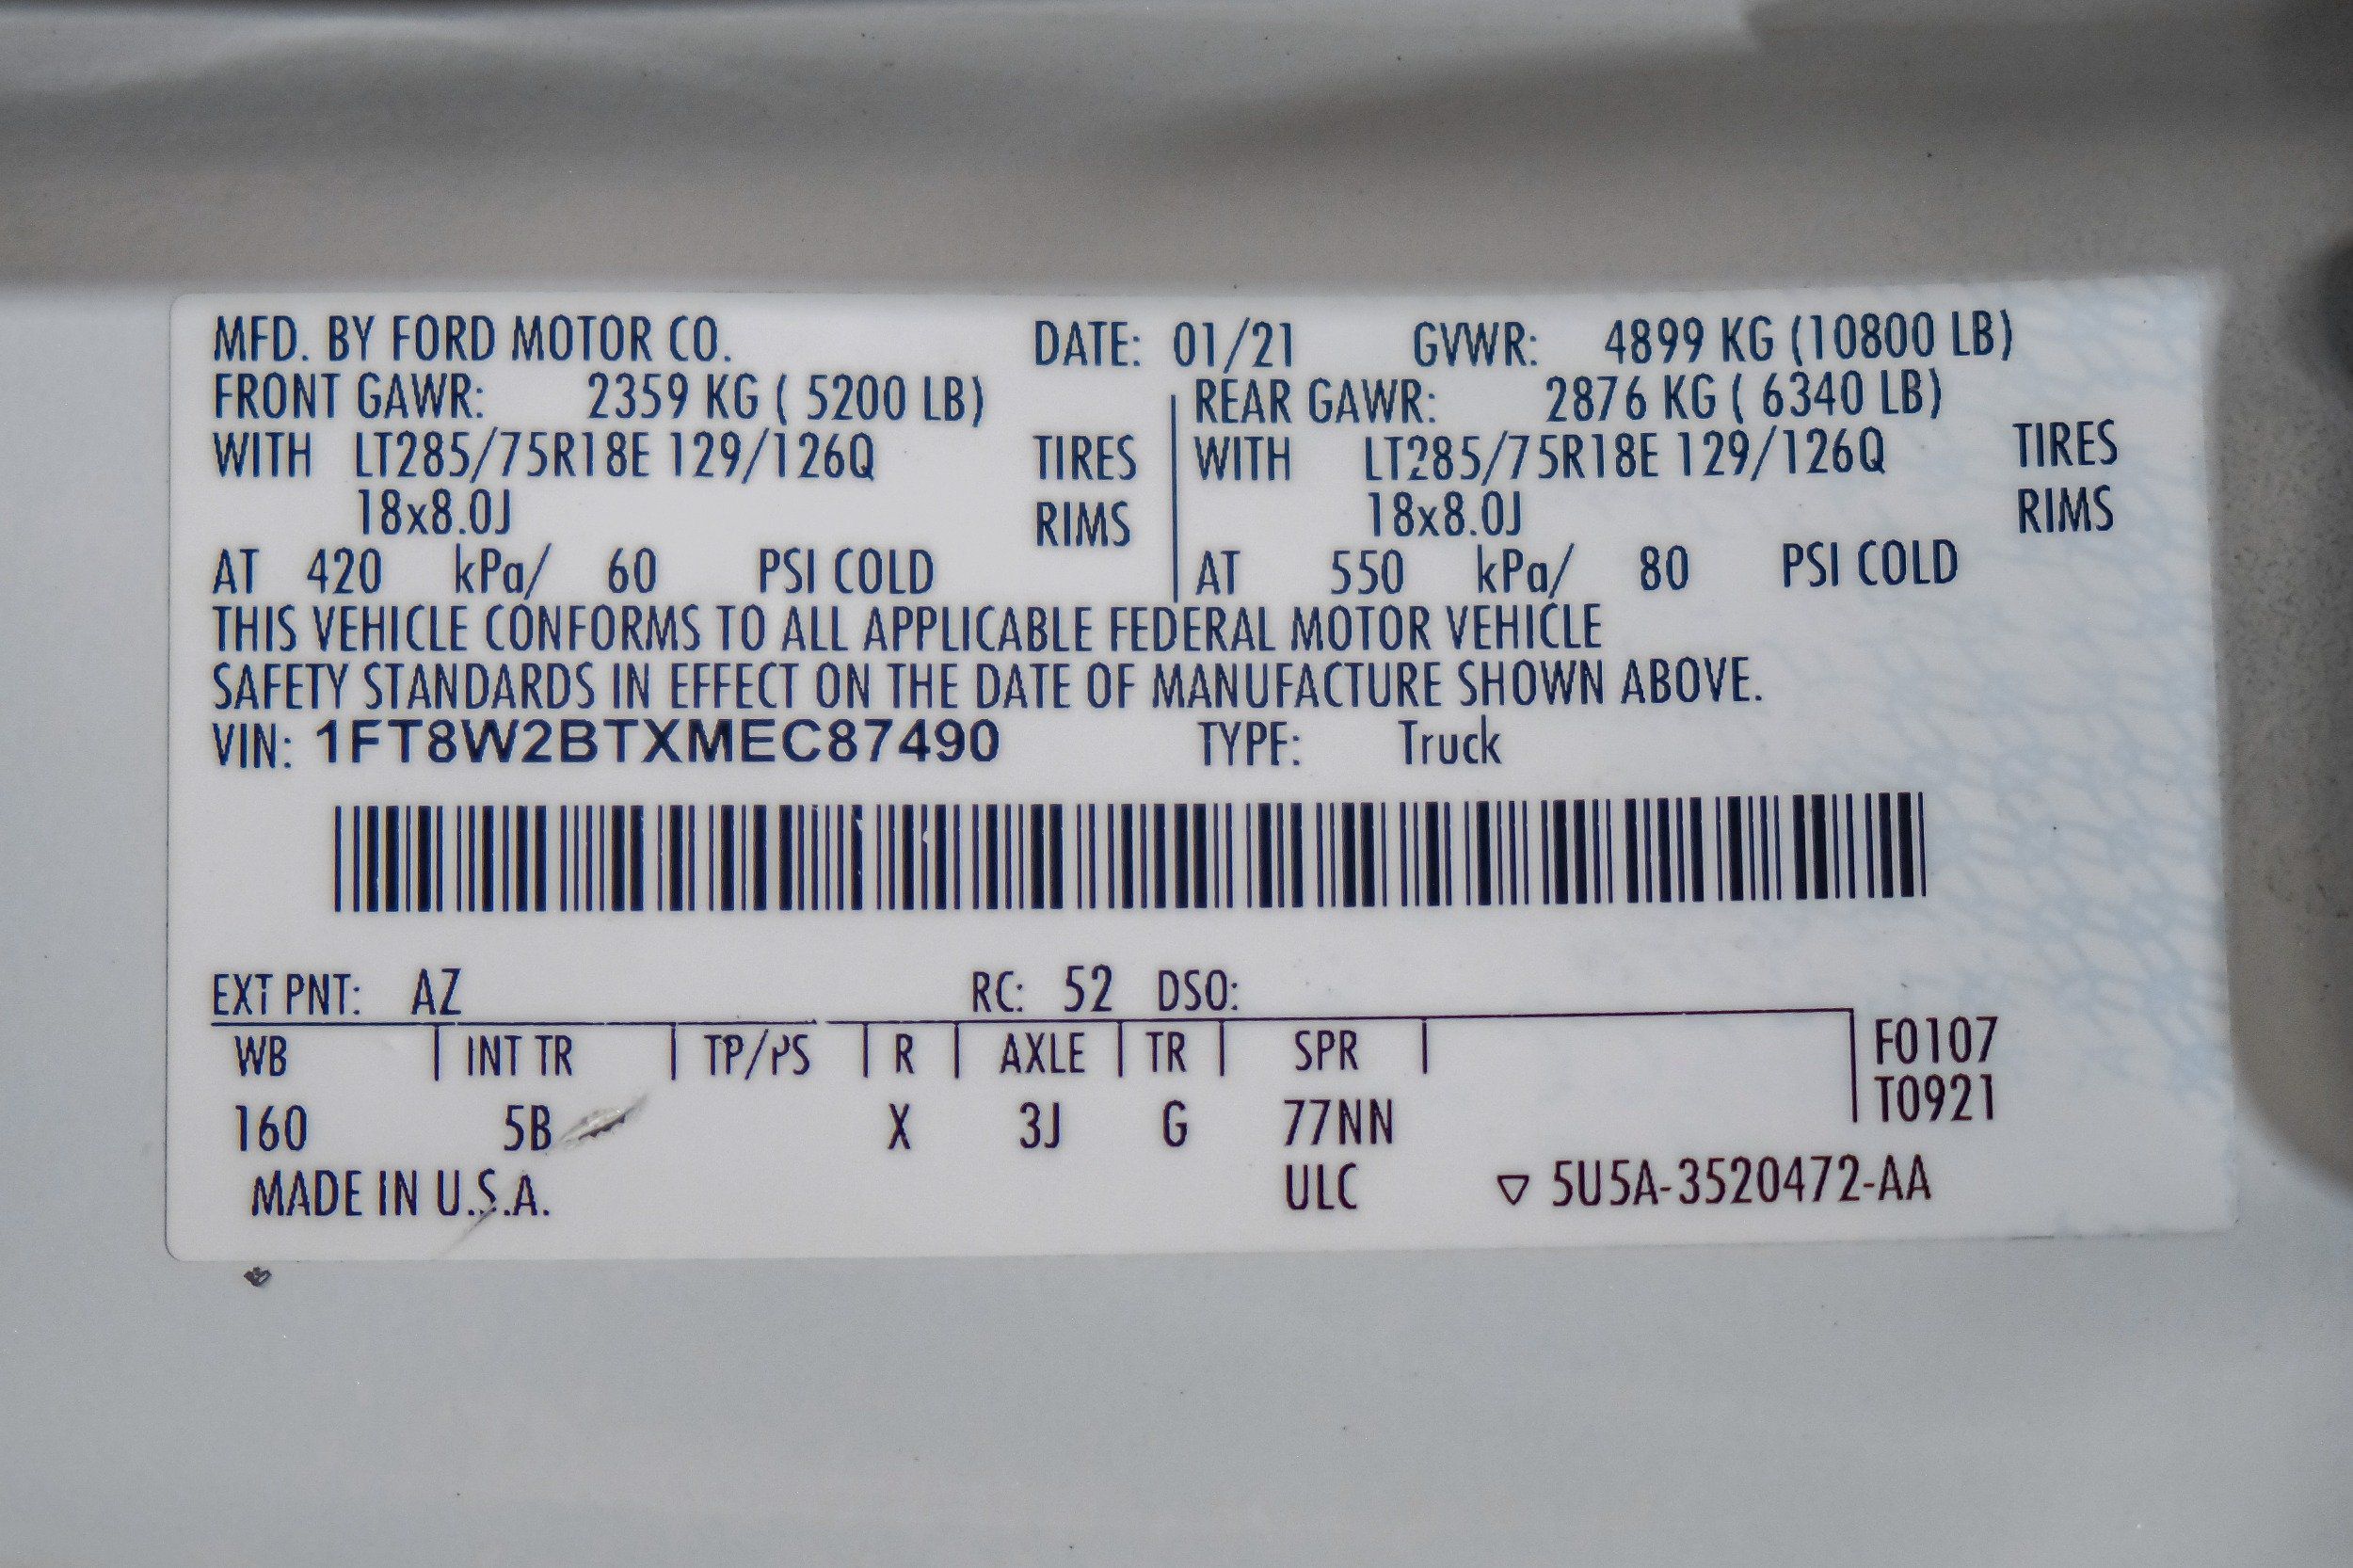 MFD. BY FORD MOTOR CO. DATE: 01/21 GVWR: 4899 KG (10800 LB)
FRONT GAWR: 2359 KG ( 5200 LB) REAR GAWR: 2876 KG ( 6340 LB)
WITH LT285/75R18E 129/126Q TIRES WITH LT285/75R18E 129/126Q TIRES
18x8.0J RIMS 18x8.0J RIMS
AT 420 kPa/ 60 PSI COLD AT 550 kPa/ 80 PSI COLD
THIS VEHICLE CONFORMS TO ALL APPLICABLE FEDERAL MOTOR VEHICLE
SAFETY STANDARDS IN EFFECT ON THE DATE OF MANUFACTURE SHOWN ABOVE.
VIN: 1FT8W2BTXMEC87490 TYPE: Truck
EXT PNT: AZ RC: 52 DSO:
WB INT TR TP/PS R AXLE TR SPR F0107
T0921
160 5B X 3J G 77NN
MADE IN U.S.A. ULC ▽ 5U5A-3520472-AA